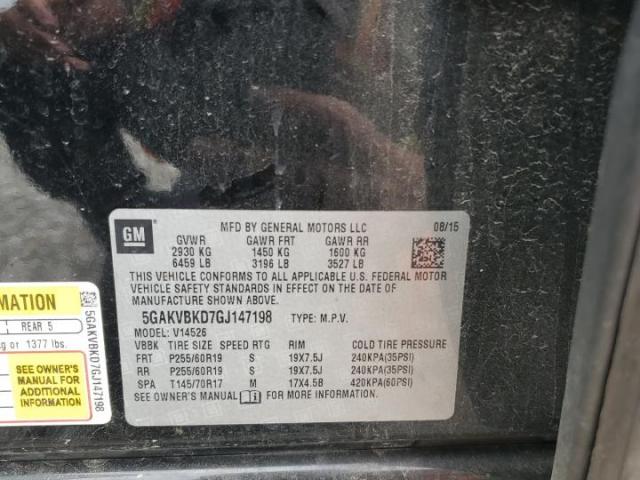 GM
MFD BY GENERAL MOTORS LLC 08/15
GVWR GAWR FRT GAWR RR
2930 KG 1450 KG 1600 KG
6459 LB 3196 LB 3527 LB
THIS VEHICLE CONFORMS TO ALL APPLICABLE U.S. FEDERAL MOTOR
VEHICLE SAFETY STANDARDS IN EFFECT ON THE DATE OF
MANUFACTURE SHOWN ABOVE.
5GAKVBKD7GJ147198 TYPE: M.P.V.
MODEL: V14526
VBBK TIRE SIZE SPEED RTG RIM COLD TIRE PRESSURE
FRT P255/60R19 S 19X7.5J 240KPA(35PSI)
RR P255/60R19 S 19X7.5J 240KPA(35PSI)
SPA T145/70R17 M 17X4.5B 420KPA(60PSI)
SEE OWNER'S MANUAL FOR MORE INFORMATION.
MATION
REAR 5
or 1377 lbs.
SEE OWNER'S
MANUAL FOR
ADDITIONAL
INFORMATION
5GAKVBKD7GJ147198